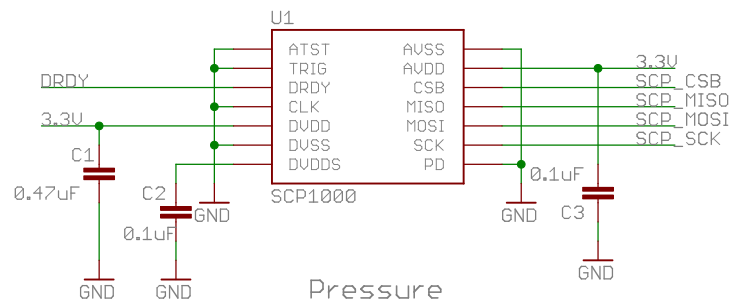 U1
ATST AVSS
TRIG AVDD 3.3V
DRDY DRDY CSB SCP_CSB
CLK MISO SCP_MISO
3.3V DVDD MOSI SCP_MOSI
DVSS SCK SCP_SCK
C1 DVDDS PD
0.47uF C2 SCP1000 0.1uF
GND GND C3
0.1uF
GND GND Pressure GND